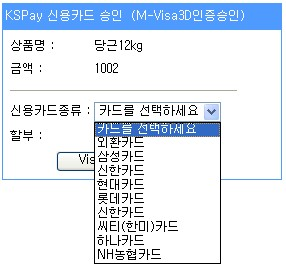 KSPay 신용카드 승인 (M-Visa3D인증승인)
상품명 : 당근12kg
금액 : 1002
신용카드종류 : 카드를 선택하세요
할부 :
카드를 선택하세요
외환카드
삼성카드
신한카드
현대카드
롯데카드
신한카드
씨티(한미)카드
하나카드
NH농협카드
Vis